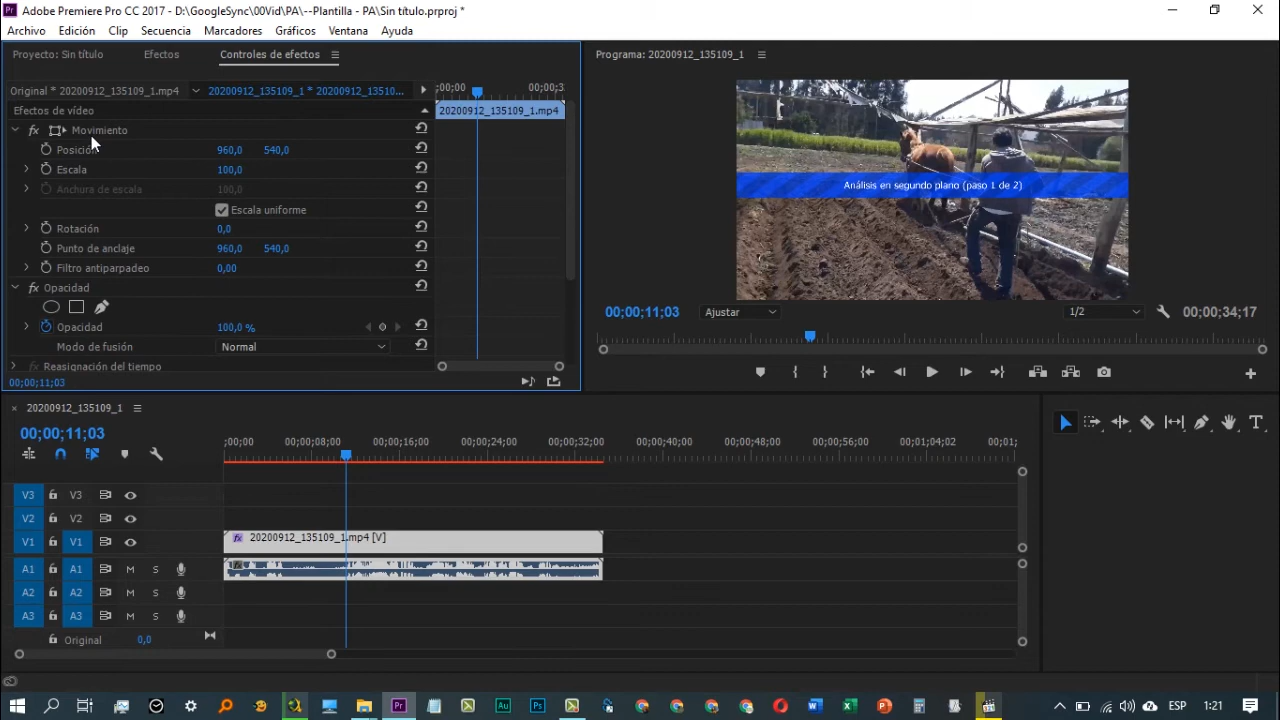 Adobe Premiere Pro CC 2017 - D:\GoogleSync\00Vid\PA\--Plantilla - PA\Sin título.prproj *
Archivo Edición Clip Secuencia Marcadores Gráficos Ventana Ayuda
Proyecto: Sin título Efectos Controles de efectos
Original * 20200912_135109_1.mp4 20200912_135109_1 * 20200912_13510...
;00;00 00;00;3
Efectos de vídeo
20200912_135109_1.mp4
fx Movimiento
Posición 960,0 540,0
Escala 100,0
Anchura de escala 100,0
Escala uniforme
Rotación 0,0
Punto de anclaje 960,0 540,0
Filtro antiparpadeo 0,00
fx Opacidad
Opacidad 100,0 %
Modo de fusión Normal
fx Reasignación del tiempo
00;00;11;03
Programa: 20200912_135109_1
Análisis en segundo plano (paso 1 de 2)
00;00;11;03 Ajustar 1/2 00;00;34;17
20200912_135109_1
00;00;11;03
;00;00 00;00;08;00 00;00;16;00 00;00;24;00 00;00;32;00 00;00;40;00 00;00;48;00 00;00;56;00 00;01;04;02 00;01;
V3 V3
V2 V2
V1 V1
fx 20200912_135109_1.mp4 [V]
A1 A1 M S
A2 A2 M S
A3 A3 M S
Original 0,0
ESP 1:21